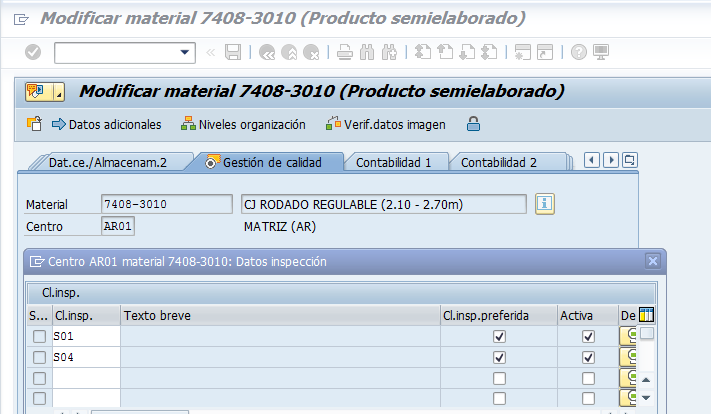 Modificar material 7408-3010 (Producto semielaborado)
Modificar material 7408-3010 (Producto semielaborado)
Datos adicionales Niveles organización Verif.datos imagen
Dat.ce./Almacenam.2 Gestión de calidad Contabilidad 1 Contabilidad 2
Material 7408-3010 CJ RODADO REGULABLE (2.10 - 2.70m)
Centro AR01 MATRIZ (AR)
Centro AR01 material 7408-3010: Datos inspección
Cl.insp.
S... Cl.insp. Texto breve Cl.insp.preferida Activa De
S01
S04